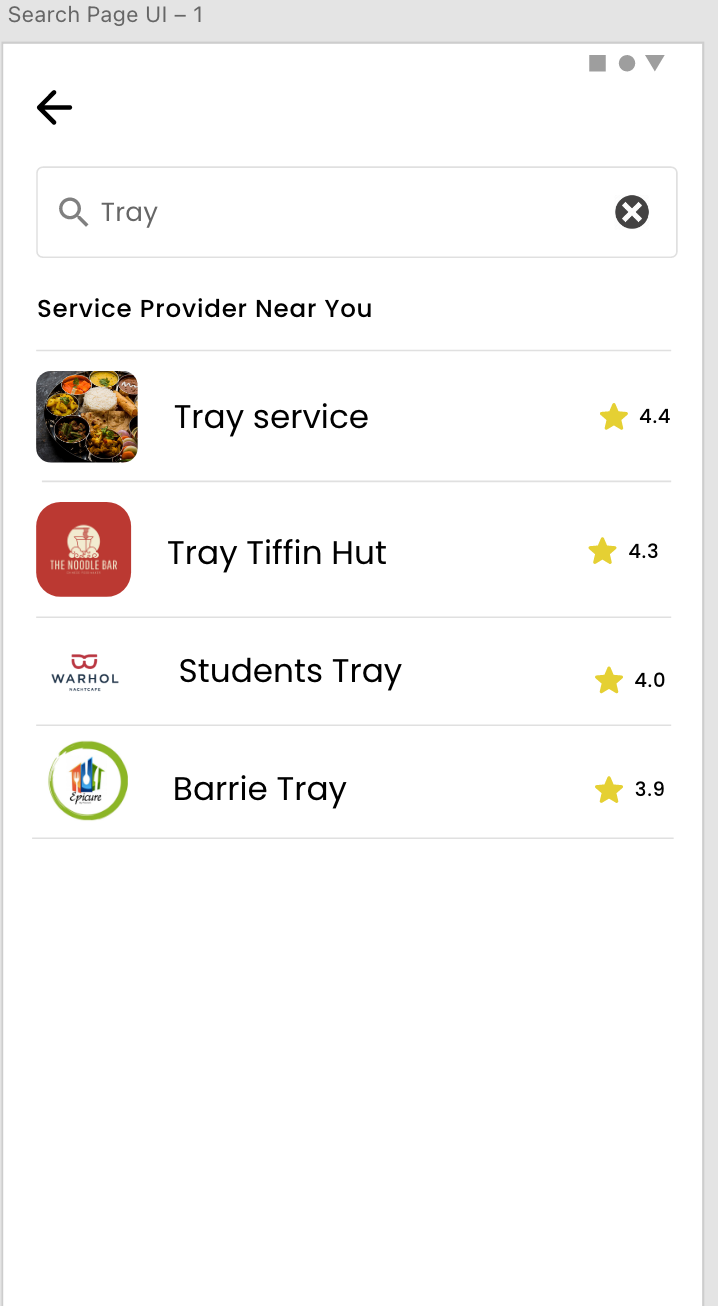 Search Page UI – 1
Tray
Service Provider Near You
Tray service
4.4
THE NOODLE BAR
Tray Tiffin Hut
4.3
WARHOL
NACHTCAFE
Students Tray
4.0
Epicure
Barrie Tray
3.9